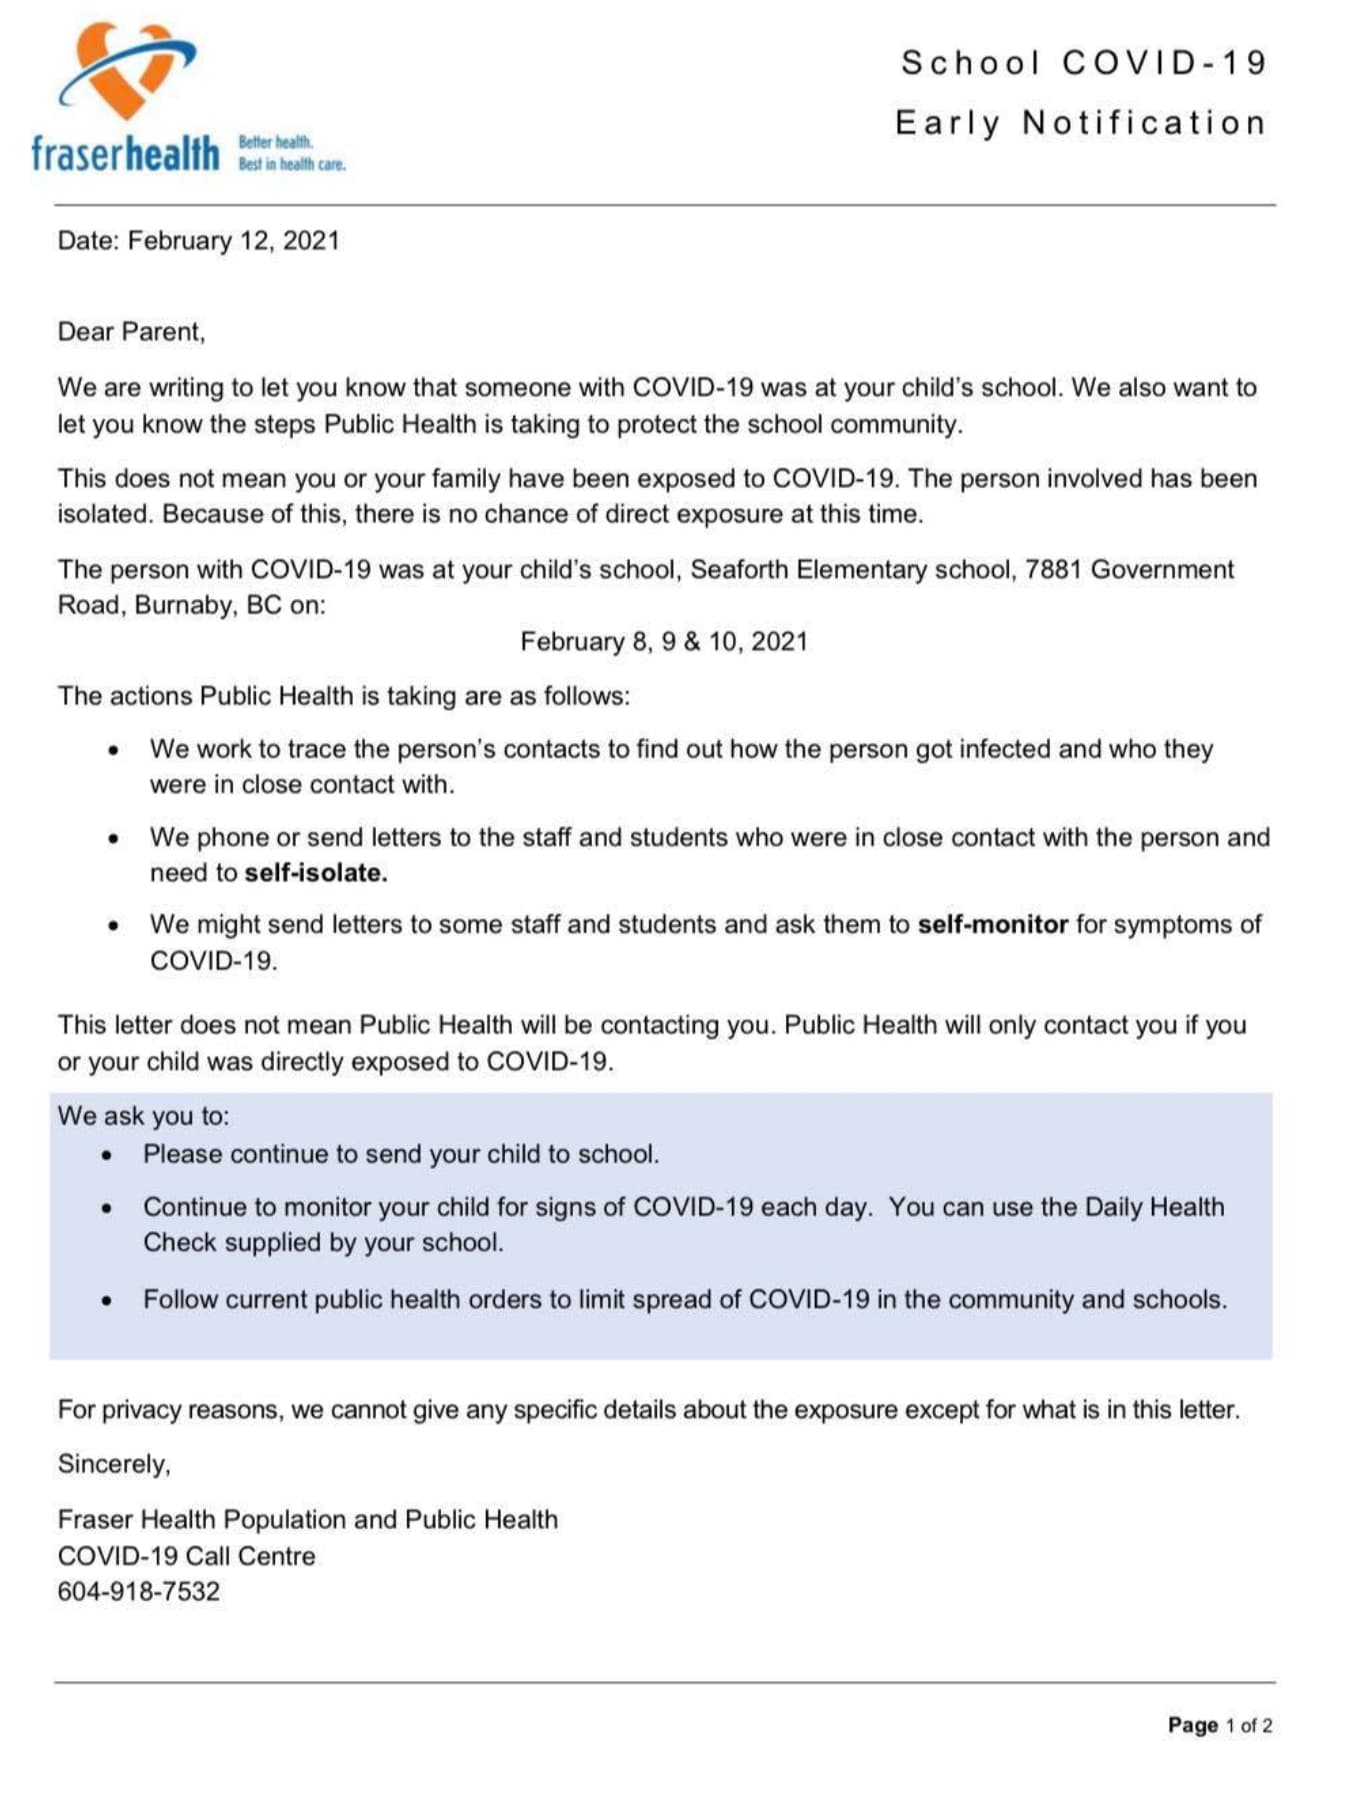 School COVID-19
Early Notification
fraserhealth
Better health.
Best in health care.
Date: February 12, 2021
Dear Parent,
We are writing to let you know that someone with COVID-19 was at your child's school. We also want to
let you know the steps Public Health is taking to protect the school community.
This does not mean you or your family have been exposed to COVID-19. The person involved has been
isolated. Because of this, there is no chance of direct exposure at this time.
The person with COVID-19 was at your child's school, Seaforth Elementary school, 7881 Government
Road, Burnaby, BC on:
February 8, 9 & 10, 2021
The actions Public Health is taking are as follows:
• We work to trace the person's contacts to find out how the person got infected and who they
were in close contact with.
• We phone or send letters to the staff and students who were in close contact with the person and
need to self-isolate.
• We might send letters to some staff and students and ask them to self-monitor for symptoms of
COVID-19.
This letter does not mean Public Health will be contacting you. Public Health will only contact you if you
or your child was directly exposed to COVID-19.
We ask you to:
• Please continue to send your child to school.
• Continue to monitor your child for signs of COVID-19 each day. You can use the Daily Health
Check supplied by your school.
• Follow current public health orders to limit spread of COVID-19 in the community and schools.
For privacy reasons, we cannot give any specific details about the exposure except for what is in this letter.
Sincerely,
Fraser Health Population and Public Health
COVID-19 Call Centre
604-918-7532
Page 1 of 2